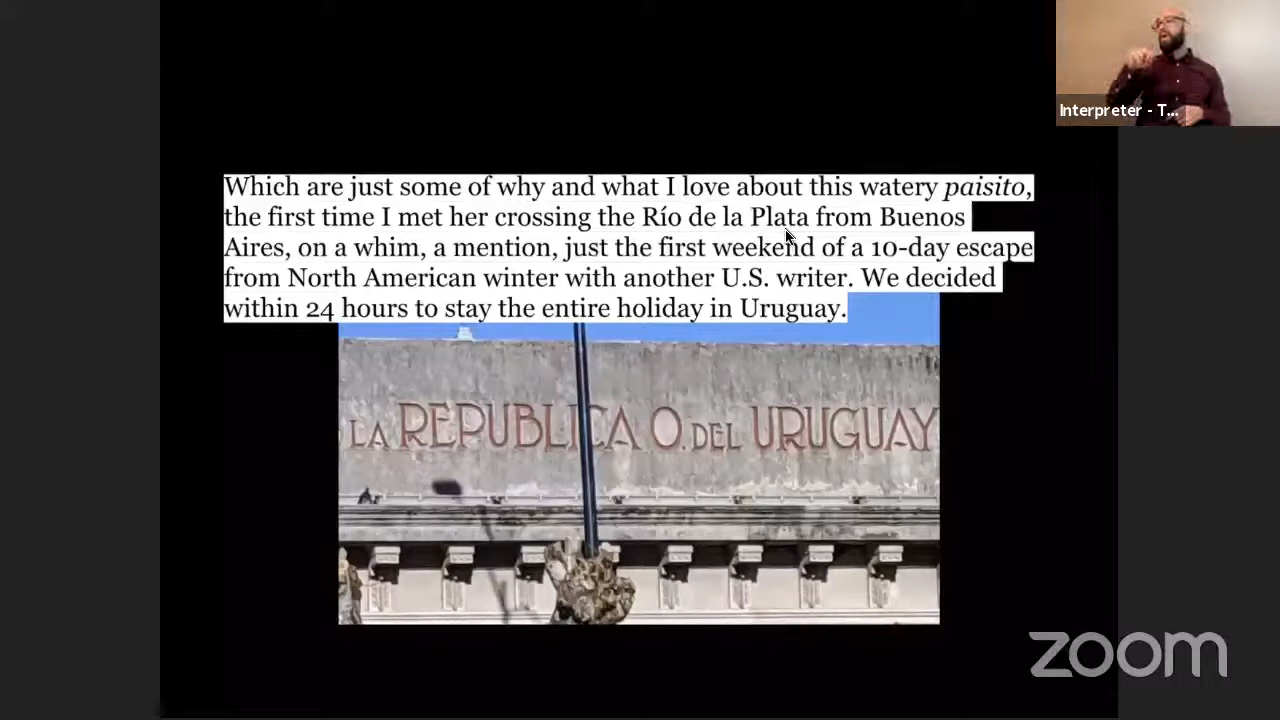 Interpreter - T...
Which are just some of why and what I love about this watery paisito,
the first time I met her crossing the Río de la Plata from Buenos
Aires, on a whim, a mention, just the first weekend of a 10-day escape
from North American winter with another U.S. writer. We decided
within 24 hours to stay the entire holiday in Uruguay.
LA REPUBLICA O. DEL URUGUAY
zoom